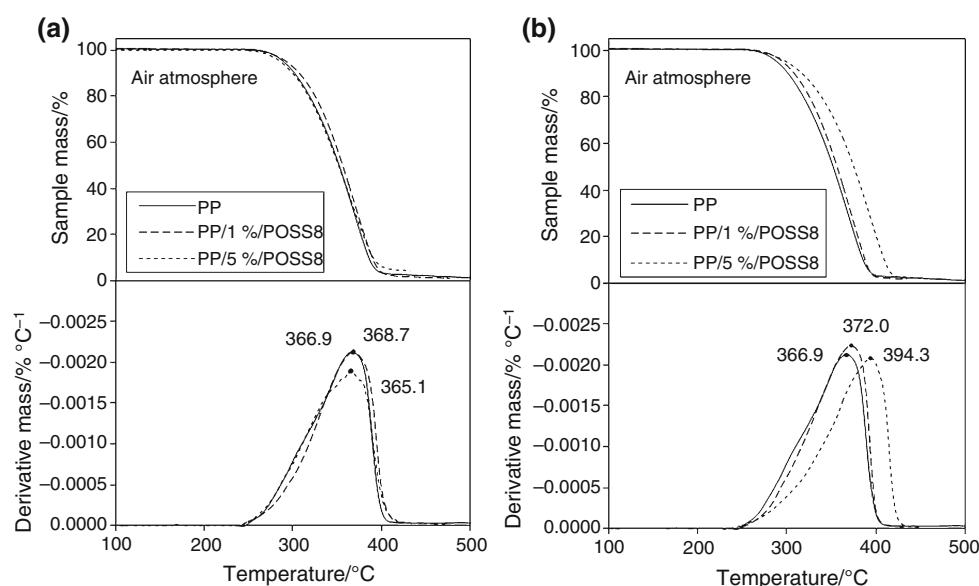 (a)
Sample mass/%
100
80
60
40
20
0
Air atmosphere
PP
PP/1 %/POSS8
PP/5 %/POSS8
Derivative mass/% °C⁻¹
–0.0025
–0.0020
–0.0015
–0.0010
–0.0005
0.0000
366.9
368.7
365.1
100 200 300 400 500
Temperature/°C
(b)
Sample mass/%
100
80
60
40
20
0
Air atmosphere
PP
PP/1 %/POSS8
PP/5 %/POSS8
Derivative mass/% °C⁻¹
–0.0025
–0.0020
–0.0015
–0.0010
–0.0005
0.0000
372.0
366.9
394.3
100 200 300 400 500
Temperature/°C